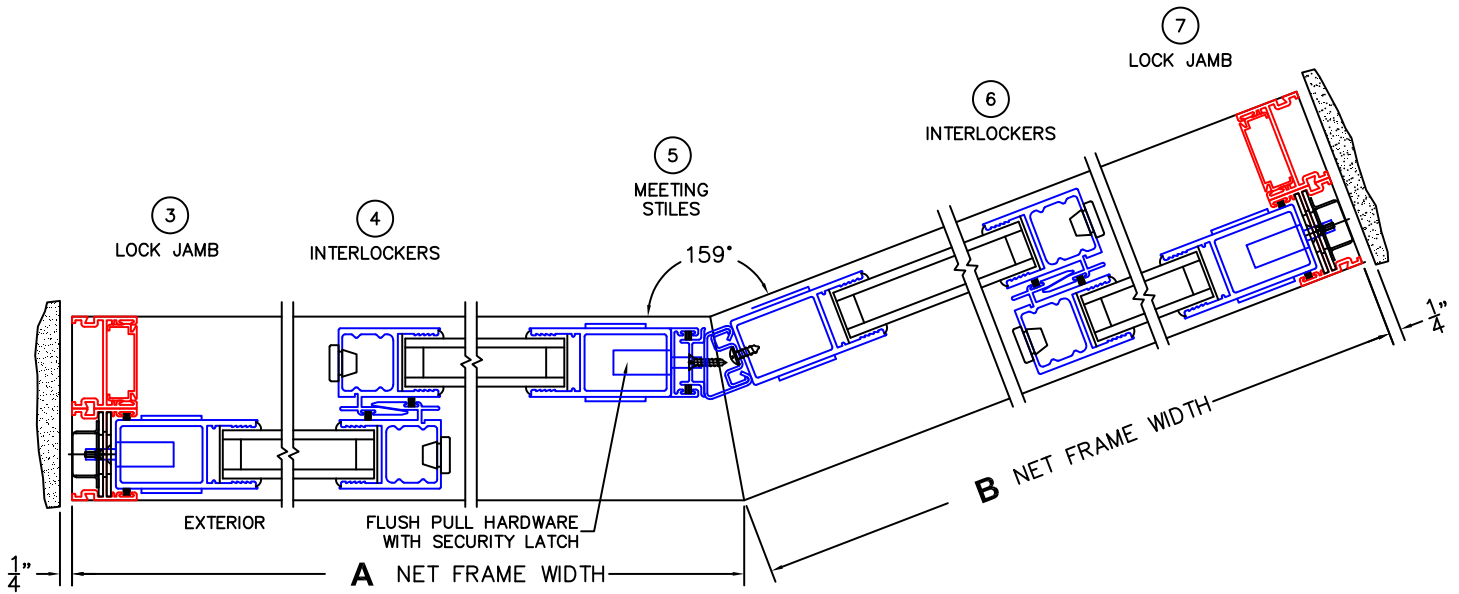 7
LOCK JAMB
6
INTERLOCKERS
5
MEETING
STILES
3
LOCK JAMB
4
INTERLOCKERS
159°
EXTERIOR
FLUSH PULL HARDWARE
WITH SECURITY LATCH
1/4"
A NET FRAME WIDTH
B NET FRAME WIDTH
1/4"